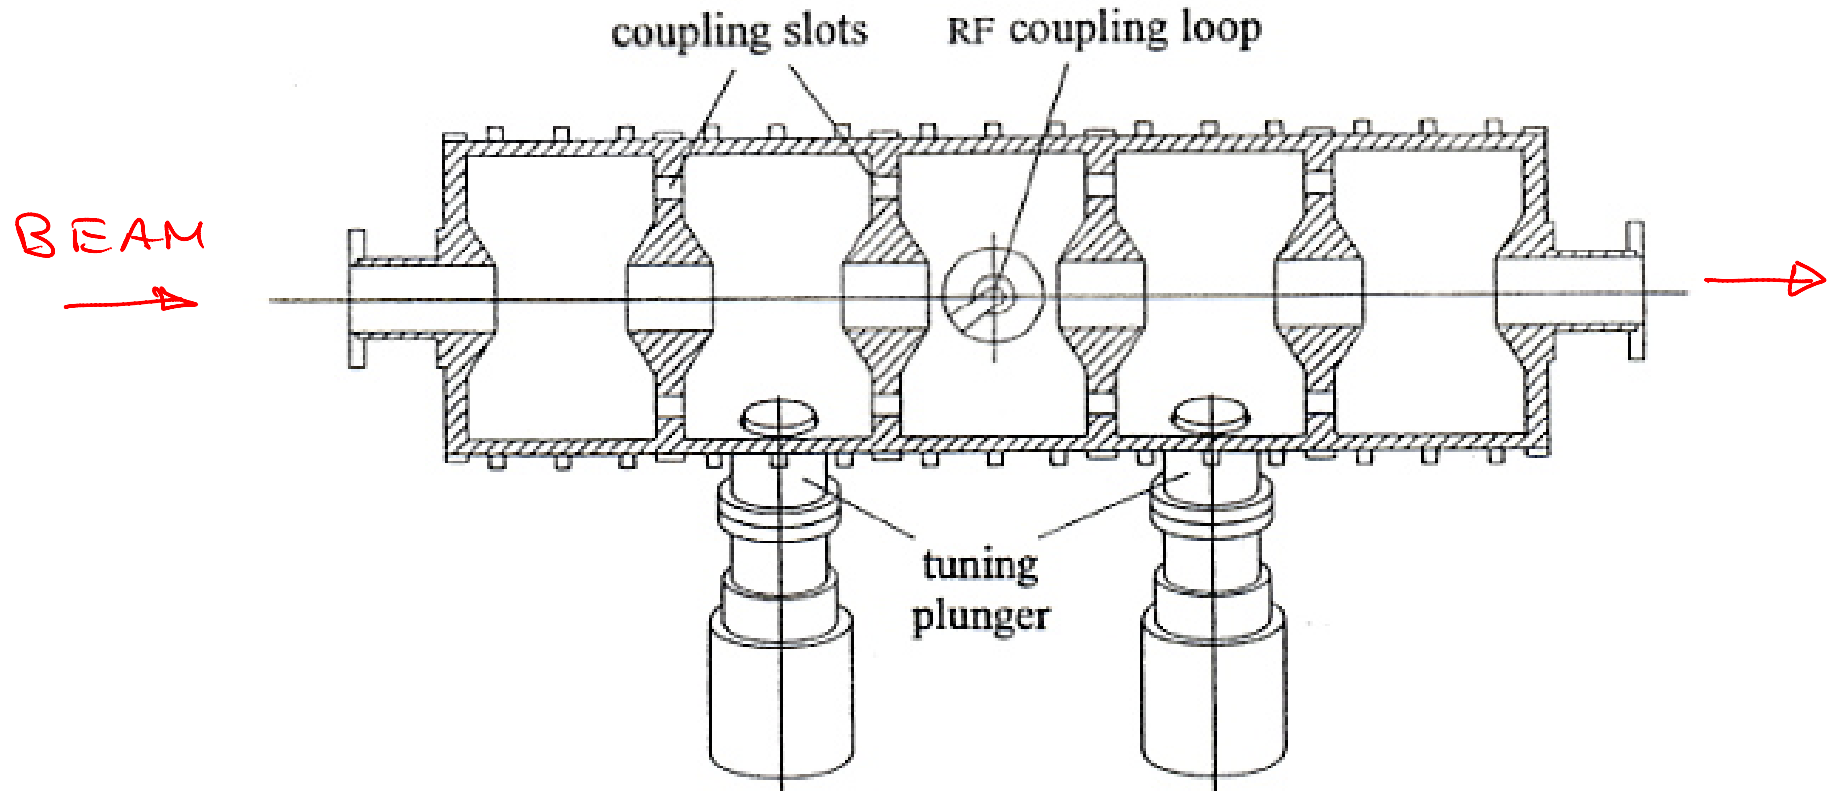 coupling slots
RF coupling loop
BEAM
tuning
plunger